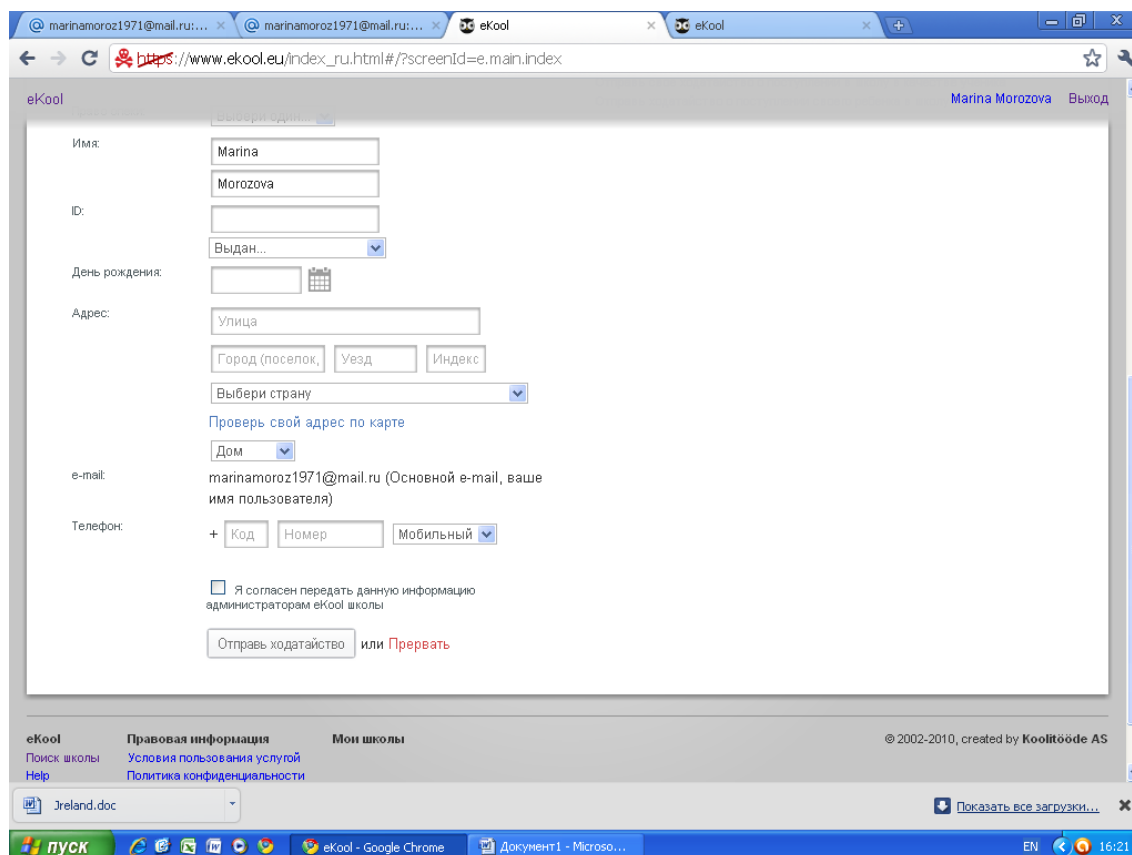 marinamoroz1971@mail.ru:...
marinamoroz1971@mail.ru:...
eKool
eKool
https://www.ekool.eu/index_ru.html#/?screenId=e.main.index
eKool
Marina Morozova Выход
Выбери один...
Имя:
Marina
Morozova
ID:
Выдан...
День рождения:
Адрес:
Улица
Город (поселок, Уезд Индекс
Выбери страну
Проверь свой адрес по карте
Дом
e-mail:
marinamoroz1971@mail.ru (Основной e-mail, ваше
имя пользователя)
Телефон:
+ Код Номер Мобильный
Я согласен передать данную информацию
администраторам eKool школы
Отправь ходатайство или Прервать
eKool Правовая информация Мои школы © 2002-2010, created by Koolitööde AS
Поиск школы Условия пользования услугой
Help Политика конфиденциальности
Jreland.doc Показать все загрузки...
пуск eKool - Google Chrome Документ1 - Microso... EN 16:21